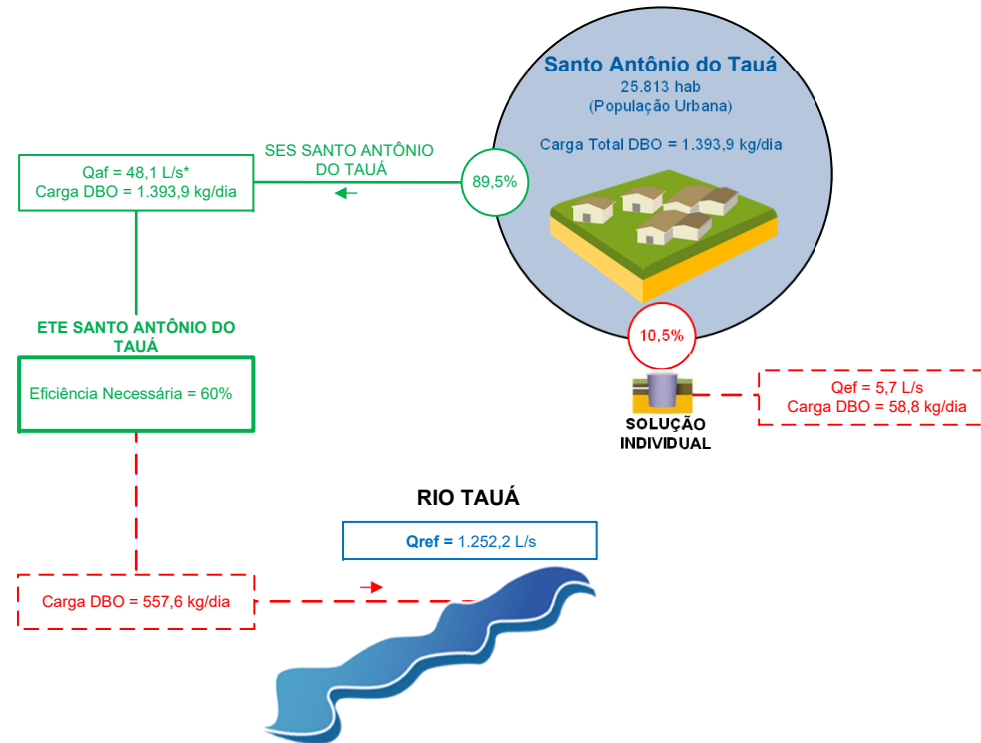 Santo Antônio do Tauá
25.813 hab
(População Urbana)
Carga Total DBO = 1.393,9 kg/dia
SES SANTO ANTÔNIO
DO TAUÁ
89,5%
Qaf = 48,1 L/s*
Carga DBO = 1.393,9 kg/dia
ETE SANTO ANTÔNIO DO
TAUÁ
Eficiência Necessária = 60%
10,5%
SOLUÇÃO
INDIVIDUAL
Qef = 5,7 L/s
Carga DBO = 58,8 kg/dia
RIO TAUÁ
Qref = 1.252,2 L/s
Carga DBO = 557,6 kg/dia